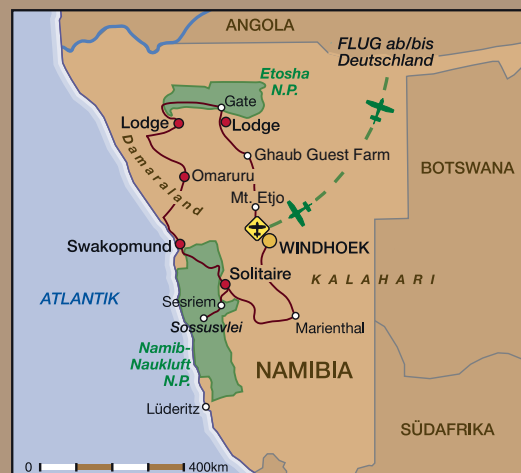 ANGOLA
FLUG ab/bis
Deutschland
Etosha
N.P.
Gate
Lodge
Lodge
Ghaub Guest Farm
Damaraland
Omaruru
BOTSWANA
Mt. Etjo
Swakopmund
WINDHOEK
Solitaire
KALAHARI
ATLANTIK
Sesriem
Sossusvlei
Marienthal
Namib-
Naukluft
N.P.
NAMIBIA
Lüderitz
SÜDAFRIKA
0
400km